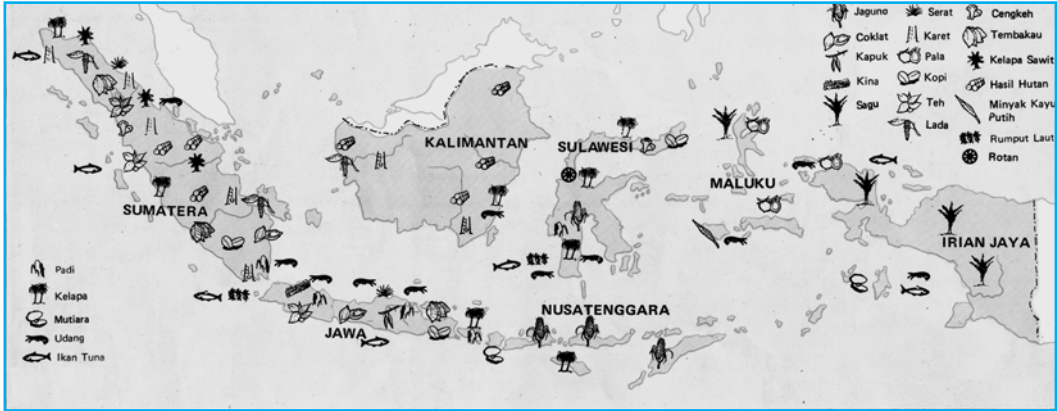 Jaguno
Serat
Cengkeh
Coklat
Karet
Tembakau
Kapuk
Pala
Kelapa Sawit
Kina
Kopi
Hasil Hutan
Sagu
Teh
Minyak Kayu
Putih
Lada
Rumput Laut
Rotan
KALIMANTAN
SULAWESI
MALUKU
SUMATERA
IRIAN JAYA
Padi
Kelapa
Mutiara
Udang
Ikan Tuna
NUSATENGGARA
JAWA